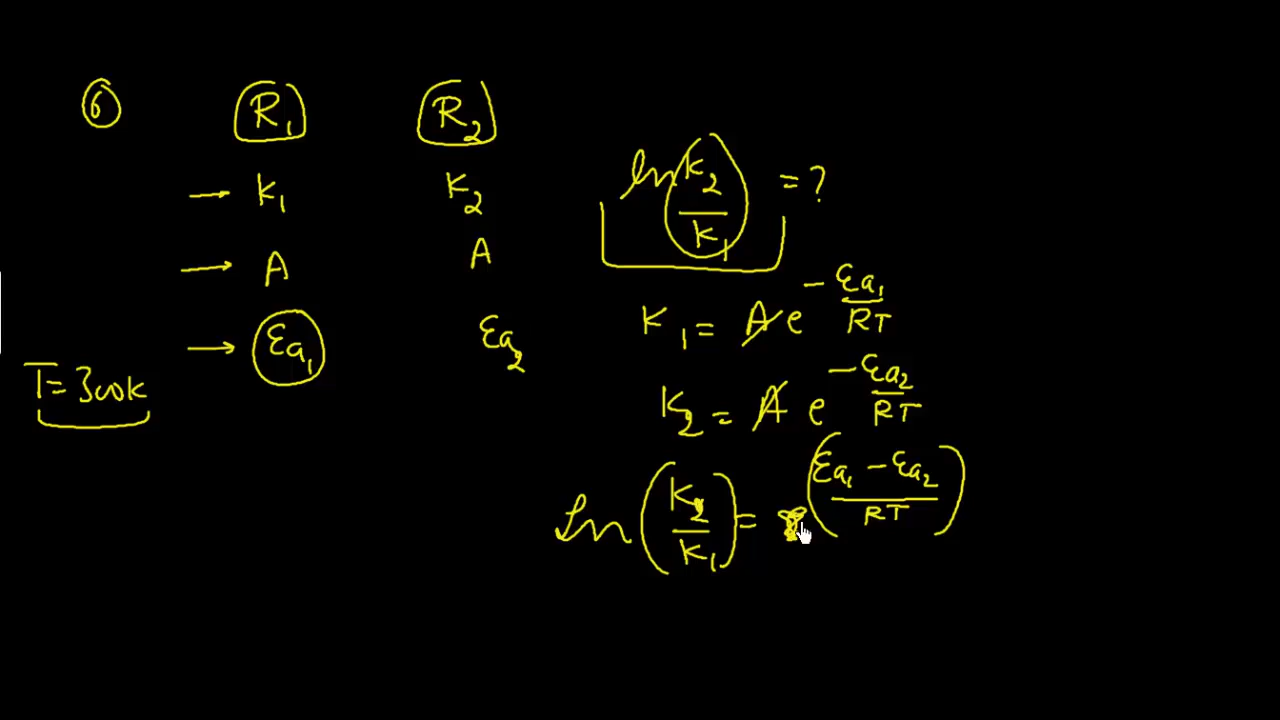 6 R₁ R₂
K₁ K₂
A A
Ea₁ Ea₂
T = 300K
ln K₂/K₁ = ?
K₁ = A e^(-Ea₁/RT)
K₂ = A e^(-Ea₂/RT)
ln (K₂/K₁) = (Ea₁ - Ea₂/RT)